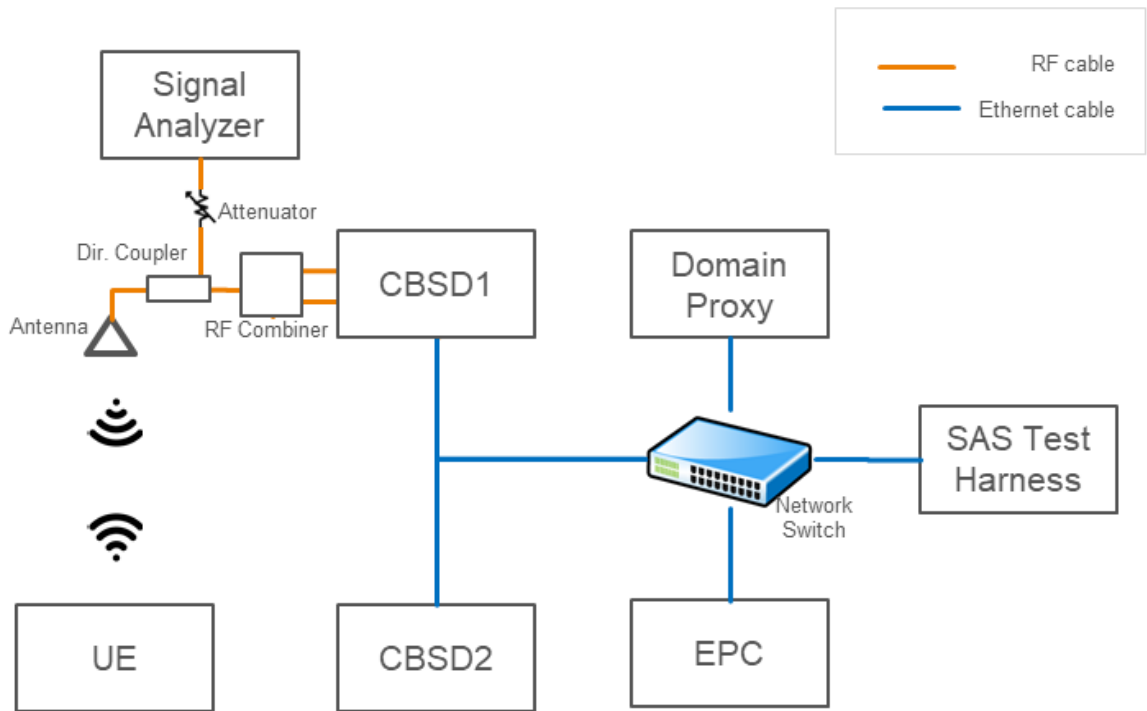 Signal
Analyzer
RF cable
Ethernet cable
Attenuator
Dir. Coupler
CBSD1
Domain
Proxy
Antenna
RF Combiner
SAS Test
Harness
Network
Switch
UE
CBSD2
EPC